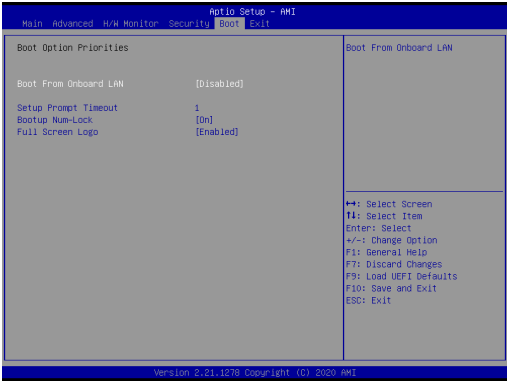 Aptio Setup - AMI
Main Advanced H/W Monitor Security Boot Exit
Boot Option Priorities
Boot From Onboard LAN [Disabled]
Setup Prompt Timeout 1
Bootup Num-Lock [On]
Full Screen Logo [Enabled]
Boot From Onboard LAN
↔: Select Screen
↑↓: Select Item
Enter: Select
+/-: Change Option
F1: General Help
F7: Discard Changes
F9: Load UEFI Defaults
F10: Save and Exit
ESC: Exit
Version 2.21.1278 Copyright (C) 2020 AMI